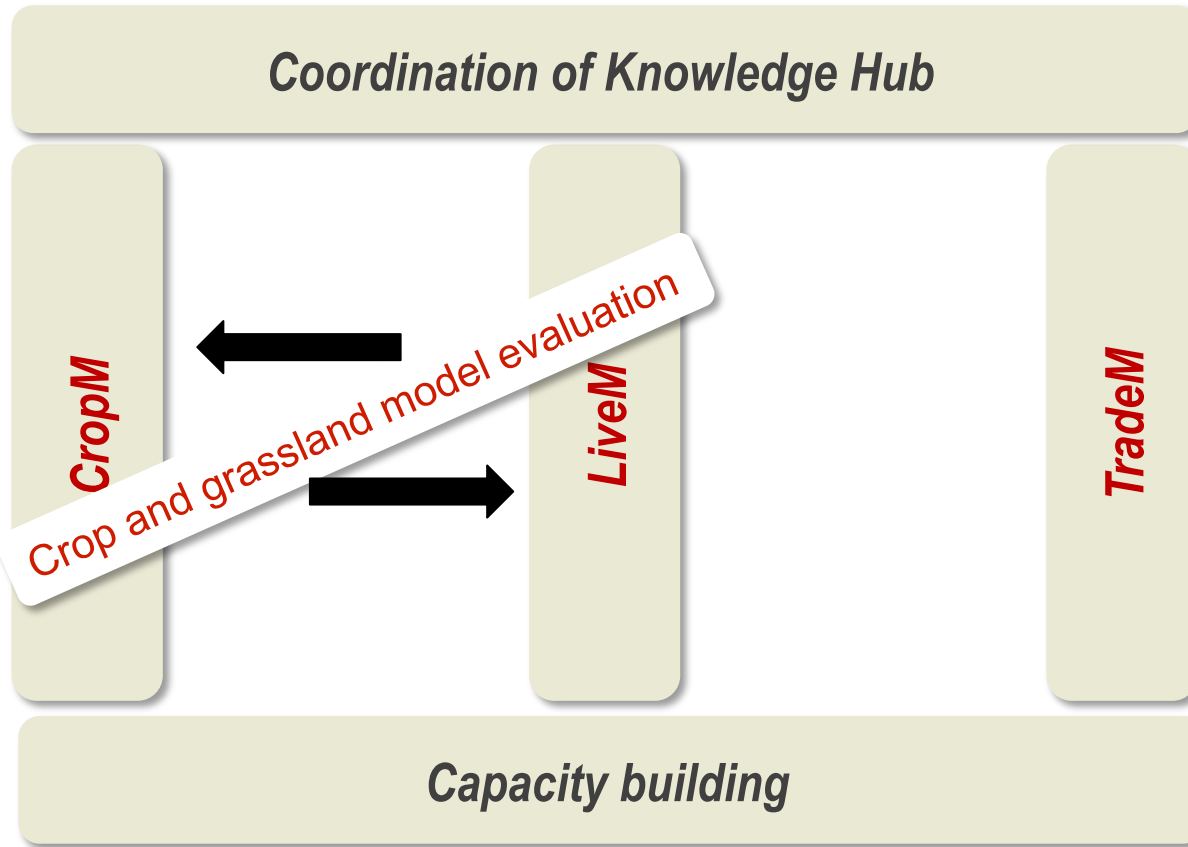 Coordination of Knowledge Hub
CropM
Crop and grassland model evaluation
LiveM
TradeM
Capacity building